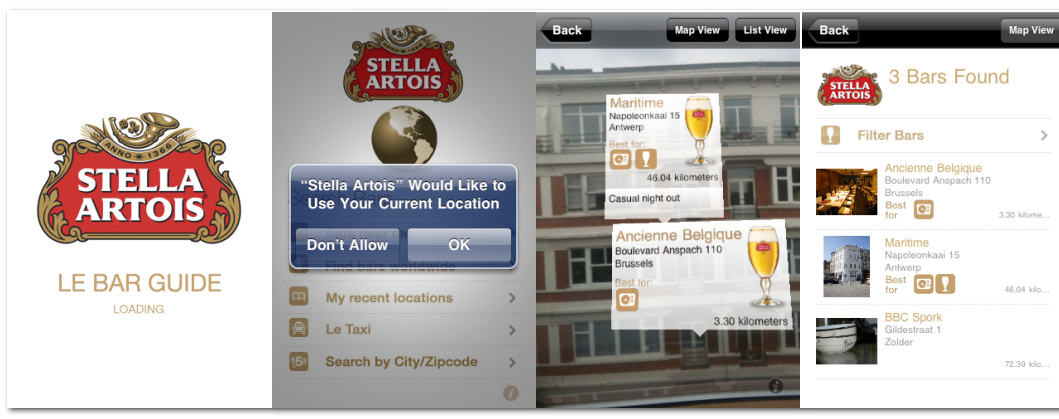 ANNO 1366
STELLA
ARTOIS
LE BAR GUIDE
LOADING
STELLA
ARTOIS
"Stella Artois" Would Like to
Use Your Current Location
Don't Allow
OK
Find bars worldwide
My recent locations
Le Taxi
Search by City/Zipcode
Back
Map View
List View
Maritime
Napoleonkaai 15
Antwerp
Best for:
46.04 kilometers
Casual night out
Ancienne Belgique
Boulevard Anspach 110
Brussels
Best for:
3.30 kilometers
Back
Map View
STELLA
ARTOIS
3 Bars Found
Filter Bars
Ancienne Belgique
Boulevard Anspach 110
Brussels
Best
for
3.30 kilome...
Maritime
Napoleonkaai 15
Antwerp
Best
for
46.04 kilo...
BBC Spork
Gildestraat 1
Zolder
72.39 kilo...